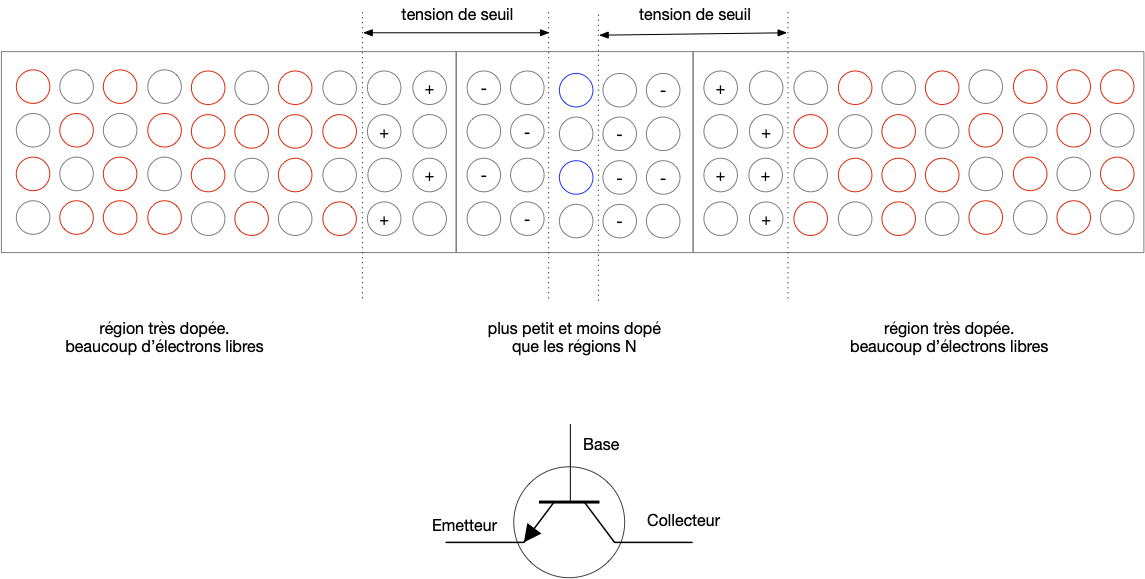 tension de seuil
tension de seuil
+ - - +
+ - - +
+ - - - + +
+ - - +
région très dopée.
beaucoup d'électrons libres
plus petit et moins dopé
que les régions N
région très dopée.
beaucoup d'électrons libres
Base
Emetteur
Collecteur